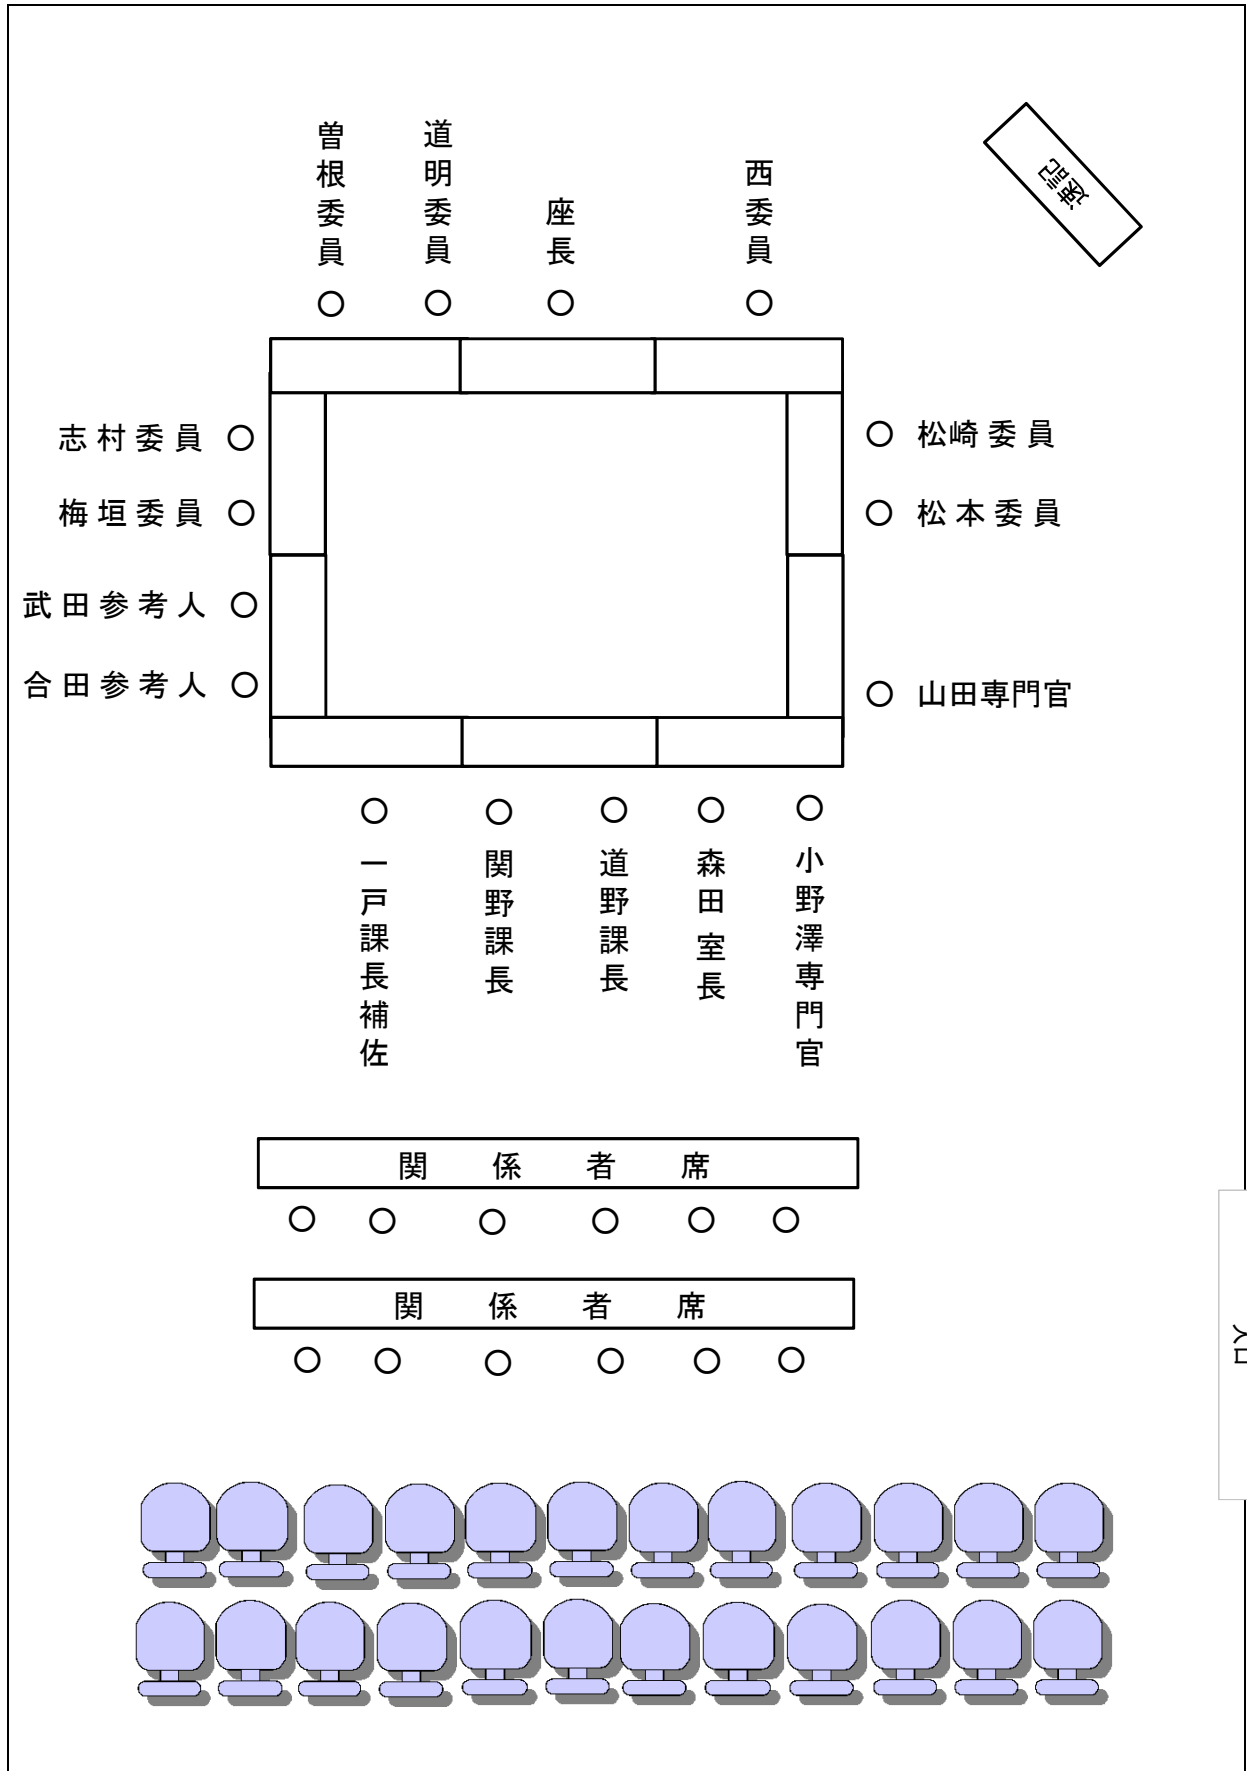 曽根委員
道明委員
座長
西委員
速記
志村委員
松崎委員
梅垣委員
松本委員
武田参考人
合田参考人
山田専門官
一戸課長補佐
関野課長
道野課長
森田室長
小野澤専門官
関係者席
関係者席
入口